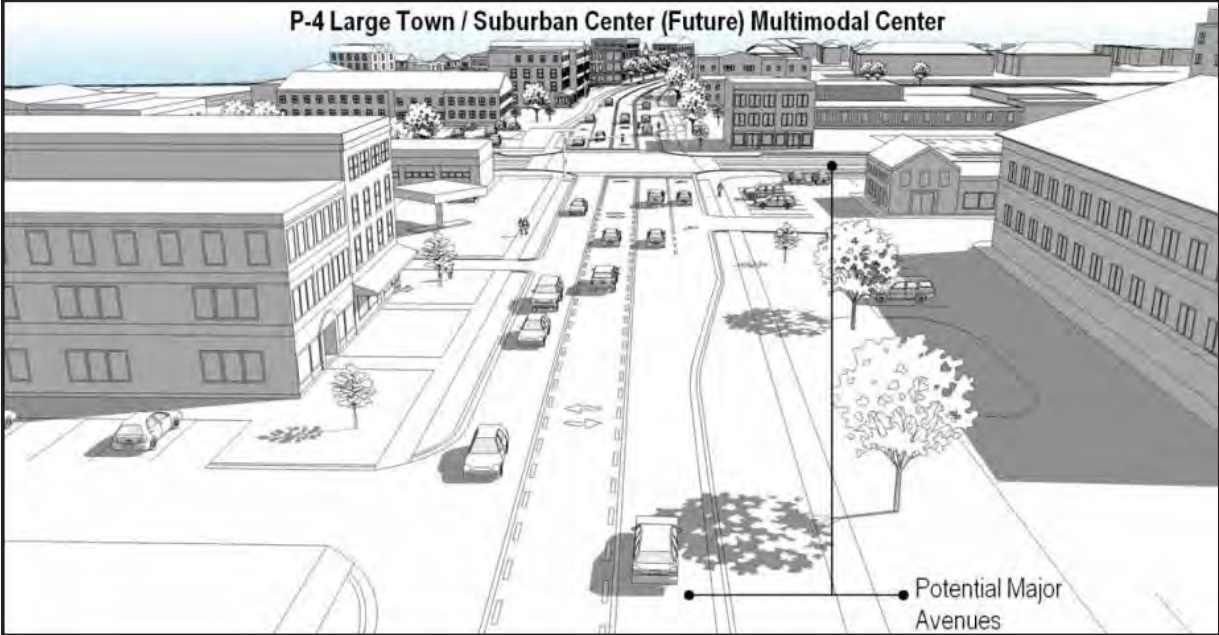 P-4 Large Town / Suburban Center (Future) Multimodal Center
Potential Major
Avenues